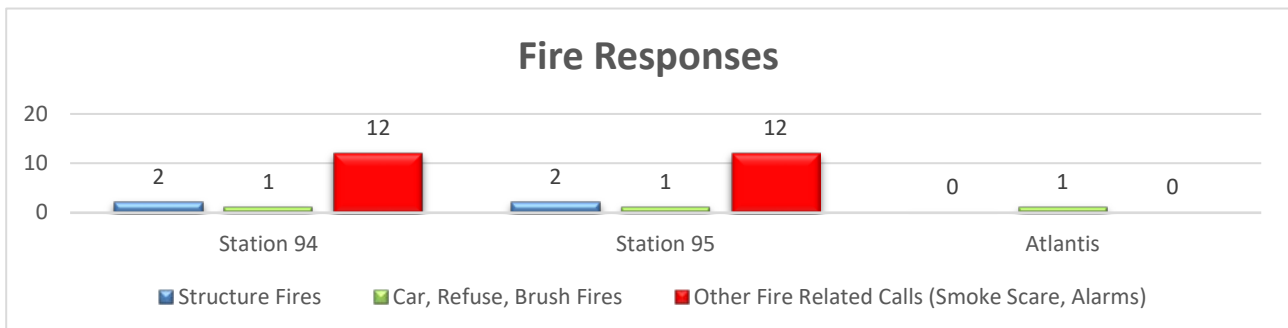 Fire Responses
20
12 12
10
2 1 2 1 0 1 0
0
Station 94 Station 95 Atlantis
Structure Fires Car, Refuse, Brush Fires Other Fire Related Calls (Smoke Scare, Alarms)